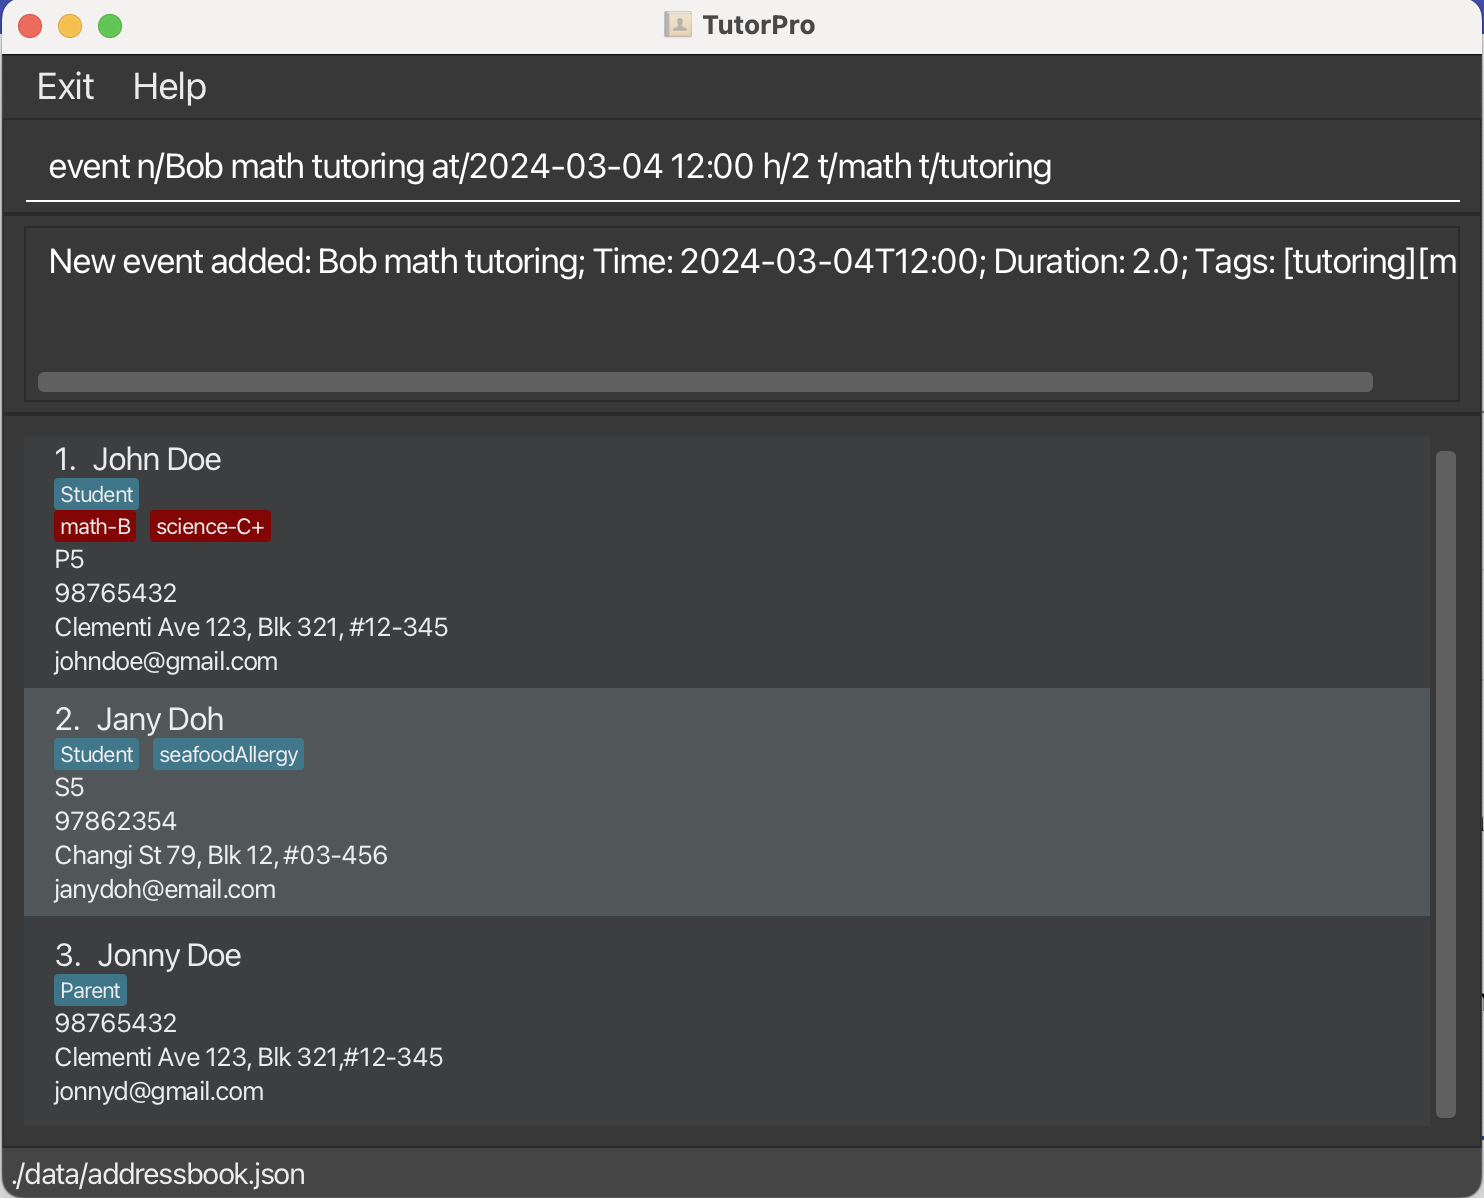 TutorPro
Exit Help
event n/Bob math tutoring at/2024-03-04 12:00 h/2 t/math t/tutoring
New event added: Bob math tutoring; Time: 2024-03-04T12:00; Duration: 2.0; Tags: [tutoring][m
1. John Doe
Student
math-B science-C+
P5
98765432
Clementi Ave 123, Blk 321, #12-345
johndoe@gmail.com
2. Jany Doh
Student seafoodAllergy
S5
97862354
Changi St 79, Blk 12, #03-456
janydoh@email.com
3. Jonny Doe
Parent
98765432
Clementi Ave 123, Blk 321,#12-345
jonnyd@gmail.com
./data/addressbook.json